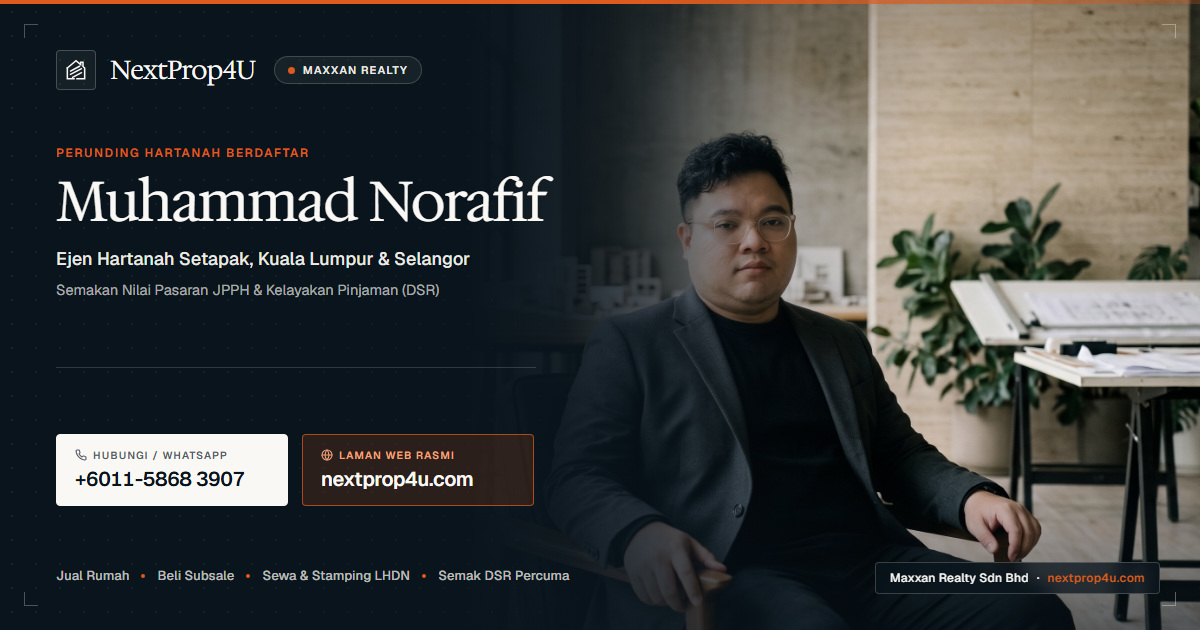 NextProp4U
MAXXAN REALTY
PERUNDING HARTANAH BERDAFTAR
Muhammad Norafif
Ejen Hartanah Setapak, Kuala Lumpur & Selangor
Semakan Nilai Pasaran JPPH & Kelayakan Pinjaman (DSR)
HUBUNGI / WHATSAPP
+6011-5868 3907
LAMAN WEB RASMI
nextprop4u.com
Jual Rumah • Beli Subsale • Sewa & Stamping LHDN • Semak DSR Percuma
Maxxan Realty Sdn Bhd · nextprop4u.com